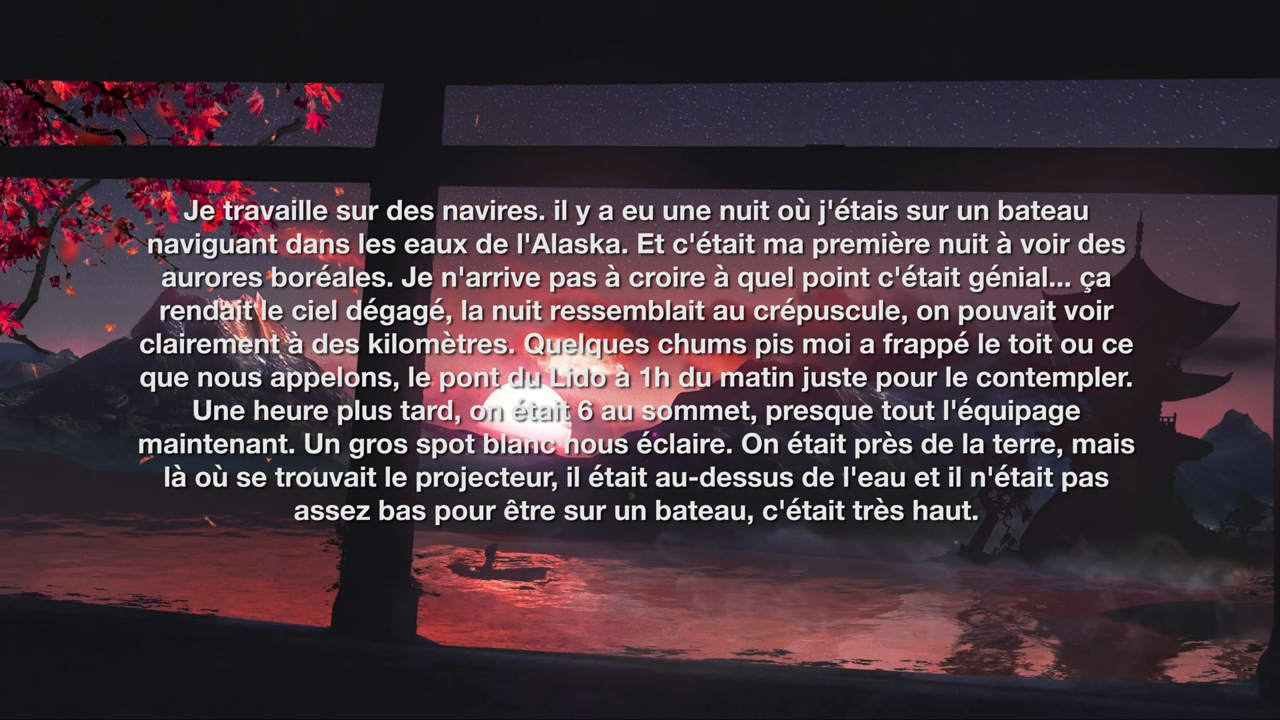 Je travaille sur des navires. il y a eu une nuit où j'étais sur un bateau
naviguant dans les eaux de l'Alaska. Et c'était ma première nuit à voir des
aurores boréales. Je n'arrive pas à croire à quel point c'était génial... ça
rendait le ciel dégagé, la nuit ressemblait au crépuscule, on pouvait voir
clairement à des kilomètres. Quelques chums pis moi a frappé le toit ou ce
que nous appelons, le pont du Lido à 1h du matin juste pour le contempler.
Une heure plus tard, on était 6 au sommet, presque tout l'équipage
maintenant. Un gros spot blanc nous éclaire. On était près de la terre, mais
là où se trouvait le projecteur, il était au-dessus de l'eau et il n'était pas
assez bas pour être sur un bateau, c'était très haut.